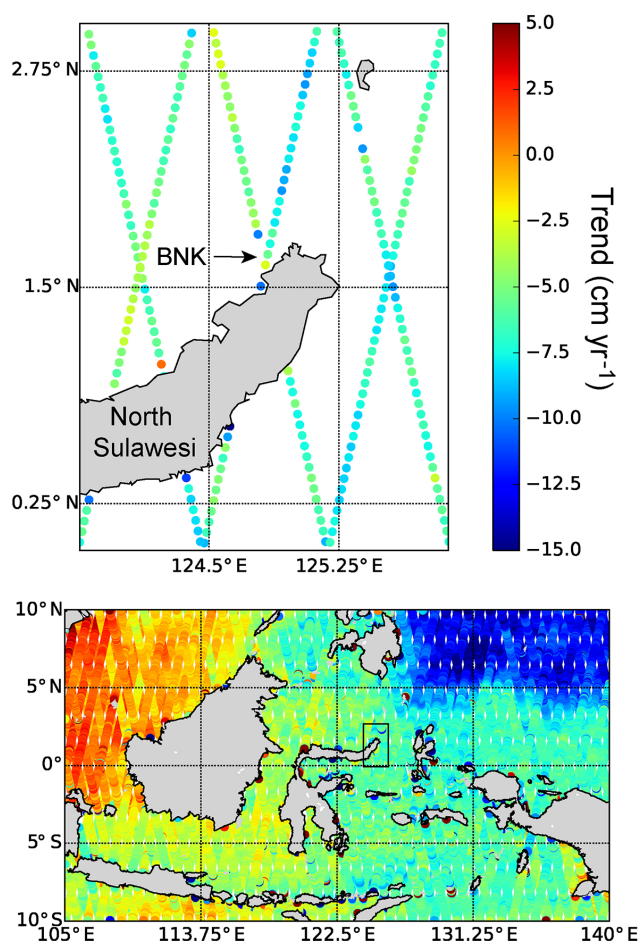 5.0
2.75° N
2.5
0.0
BNK
−2.5
1.5° N
−5.0
Trend (cm yr-1)
−7.5
North
Sulawesi
−10.0
−12.5
0.25° N
−15.0
124.5° E 125.25° E
10° N
5° N
0°
5° S
10° S
105° E 113.75° E 122.5° E 131.25° E 140° E